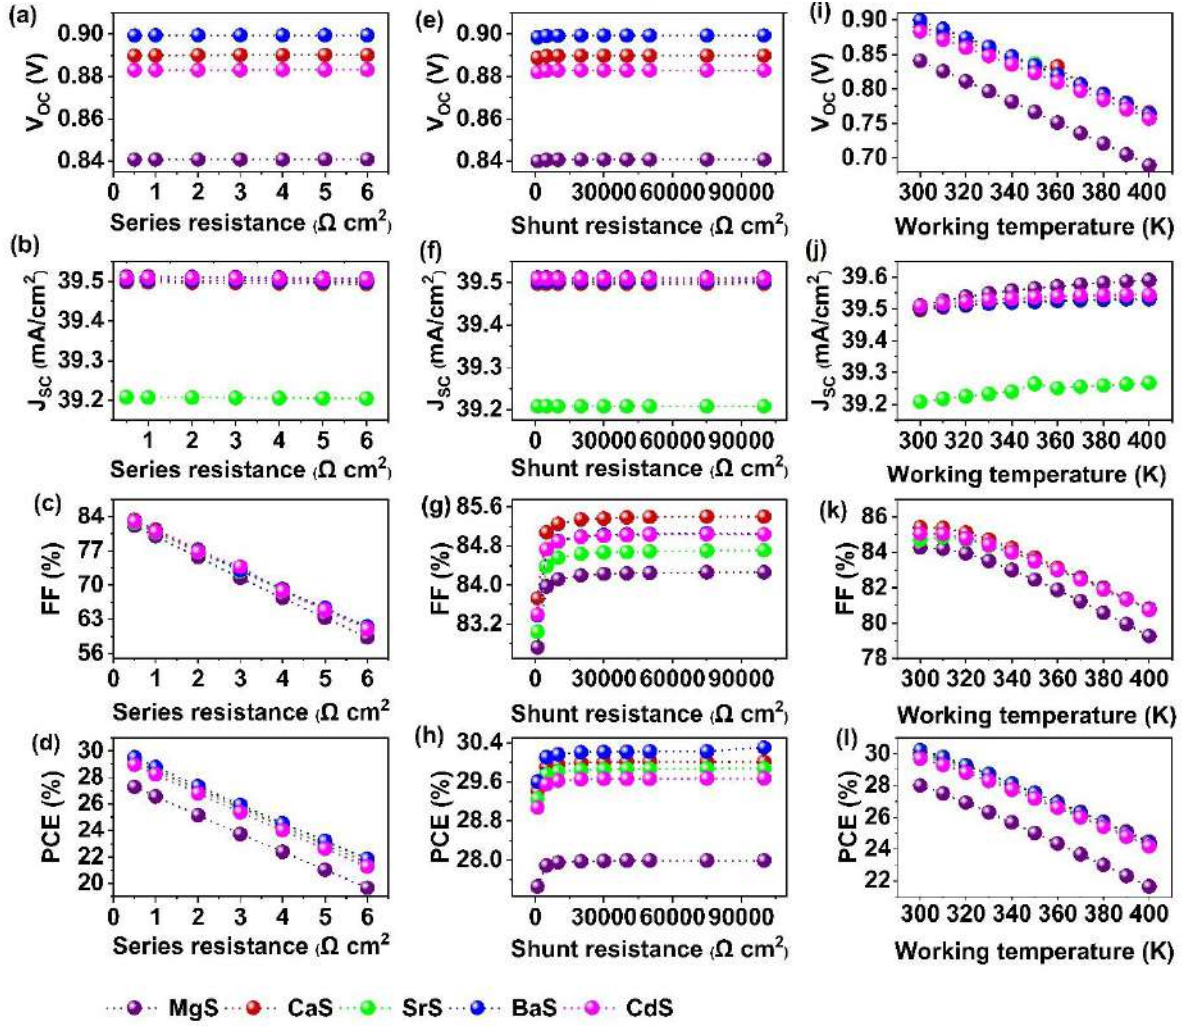 (a)
0.90
0.88
0.86
0.84
V_OC (V)
0 1 2 3 4 5 6
Series resistance (Ω cm²)
(e)
0.90
0.88
0.86
0.84
V_OC (V)
0 30000 60000 90000
Shunt resistance (Ω cm²)
(i)
0.90
0.85
0.80
0.75
0.70
V_OC (V)
300 320 340 360 380 400
Working temperature (K)
(b)
39.5
39.4
39.3
39.2
J_SC (mA/cm²)
1 2 3 4 5 6
Series resistance (Ω cm²)
(f)
39.5
39.4
39.3
39.2
J_SC (mA/cm²)
0 30000 60000 90000
Shunt resistance (Ω cm²)
(j)
39.6
39.5
39.4
39.3
39.2
J_SC (mA/cm²)
300 320 340 360 380 400
Working temperature (K)
(c)
84
77
70
63
56
FF (%)
0 1 2 3 4 5 6
Series resistance (Ω cm²
(g)
85.6
84.8
84.0
83.2
FF (%)
0 30000 60000 90000
Shunt resistance (Ω cm²)
(k)
86
84
82
80
78
FF (%)
300 320 340 360 380 400
Working temperature (K)
(d)
30
28
26
24
22
20
PCE (%)
0 1 2 3 4 5 6
Series resistance (Ω cm²
(h)
30.4
29.6
28.8
28.0
PCE (%)
0 30000 60000 90000
Shunt resistance (Ω cm²)
(l)
30
28
26
24
22
PCE (%)
300 320 340 360 380 400
Working temperature (K)
MgS CaS SrS BaS CdS